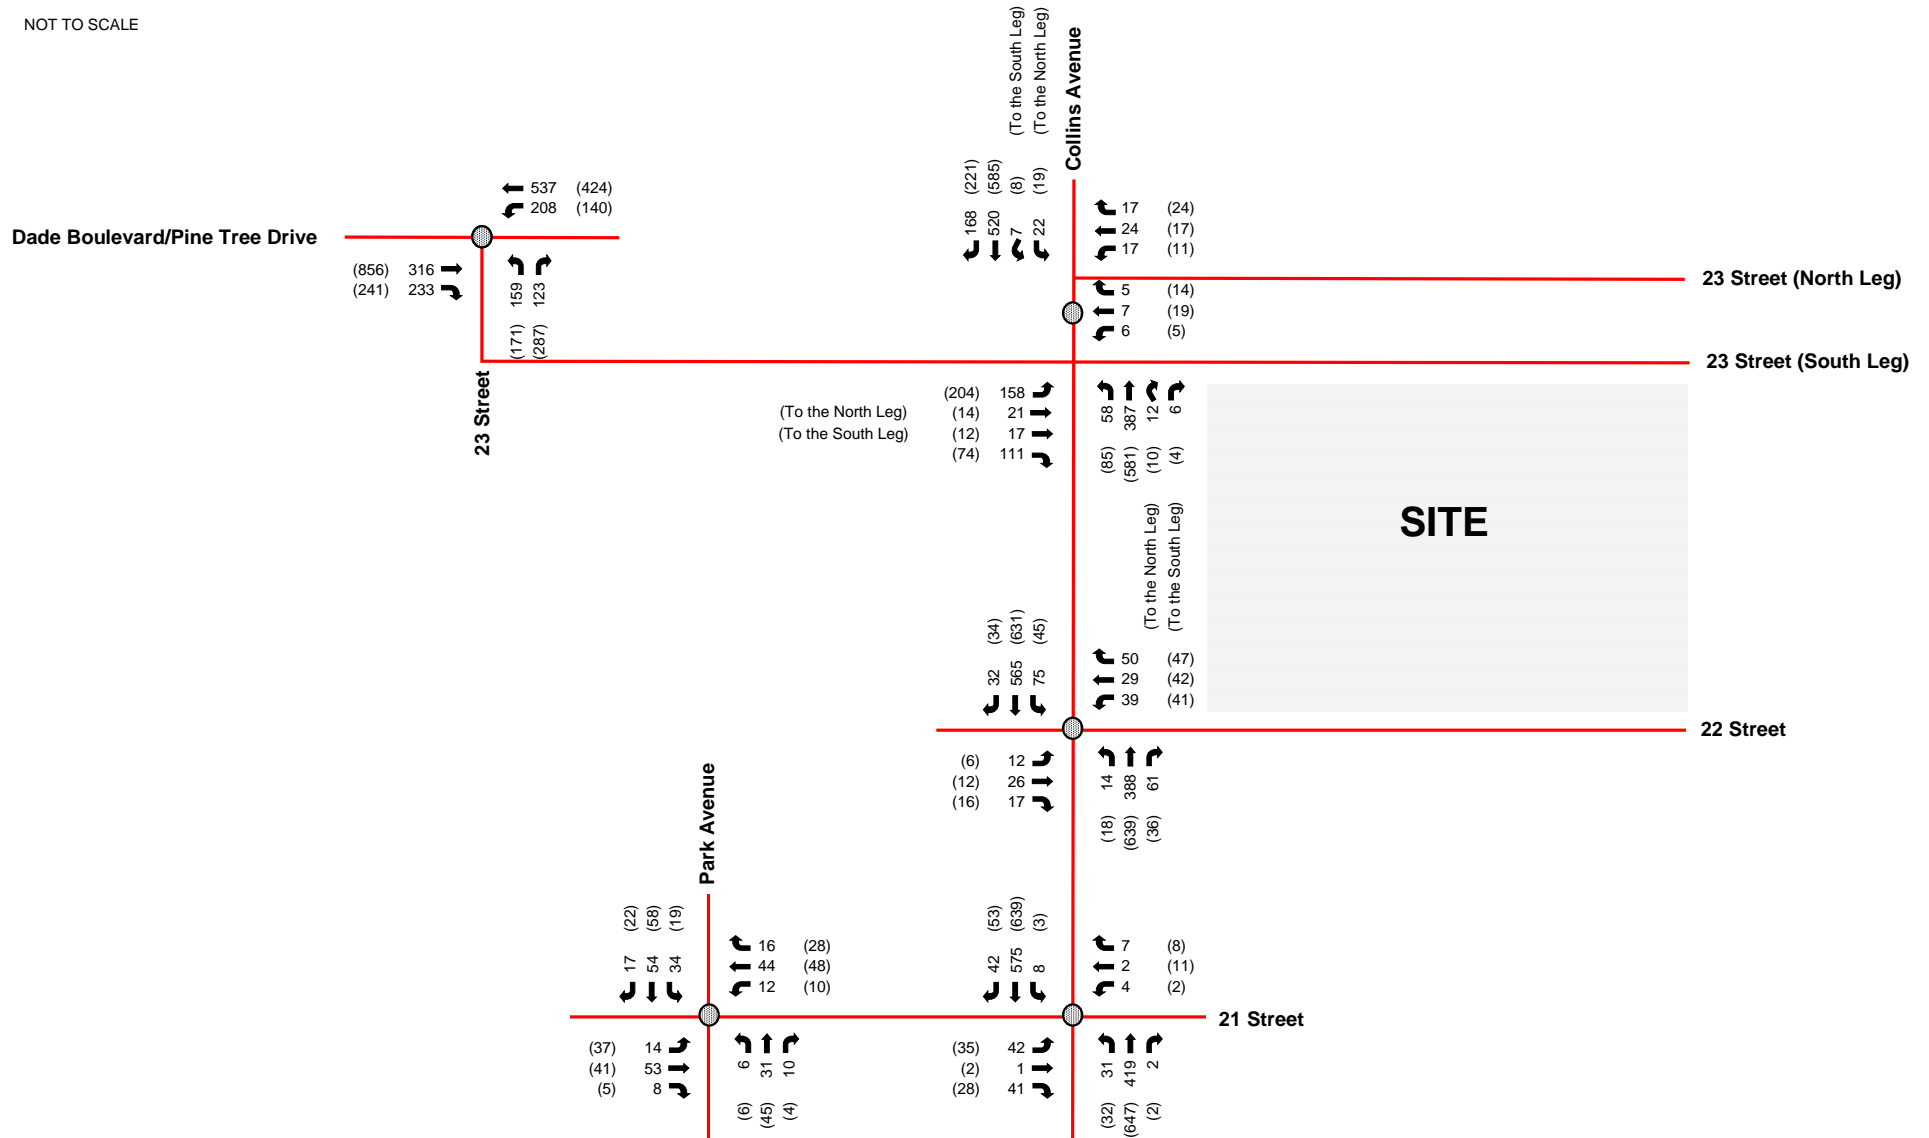 NOT TO SCALE
(To the South Leg)
(To the North Leg)
Collins Avenue
(221) (585) (8) (19)
168 520 7 22
537 (424)
208 (140)
Dade Boulevard/Pine Tree Drive
(856) 316
(241) 233
159 123
(171) (287)
23 Street
17 (24)
24 (17)
17 (11)
23 Street (North Leg)
5 (14)
7 (19)
6 (5)
23 Street (South Leg)
(204) 158
(To the North Leg) (14) 21
(To the South Leg) (12) 17
(74) 111
58 387 12 6
(85) (581) (10) (4)
(To the North Leg)
(To the South Leg)
SITE
(34) (631) (45)
32 565 75
50 (47)
29 (42)
39 (41)
22 Street
(6) 12
(12) 26
(16) 17
14 388 61
(18) (639) (36)
Park Avenue
(22) (58) (19)
17 54 34
16 (28)
44 (48)
12 (10)
(53) (639) (3)
42 575 8
7 (8)
2 (11)
4 (2)
21 Street
(37) 14
(41) 53
(5) 8
6 31 10
(6) (45) (4)
(35) 42
(2) 1
(28) 41
31 419 2
(32) (647) (2)